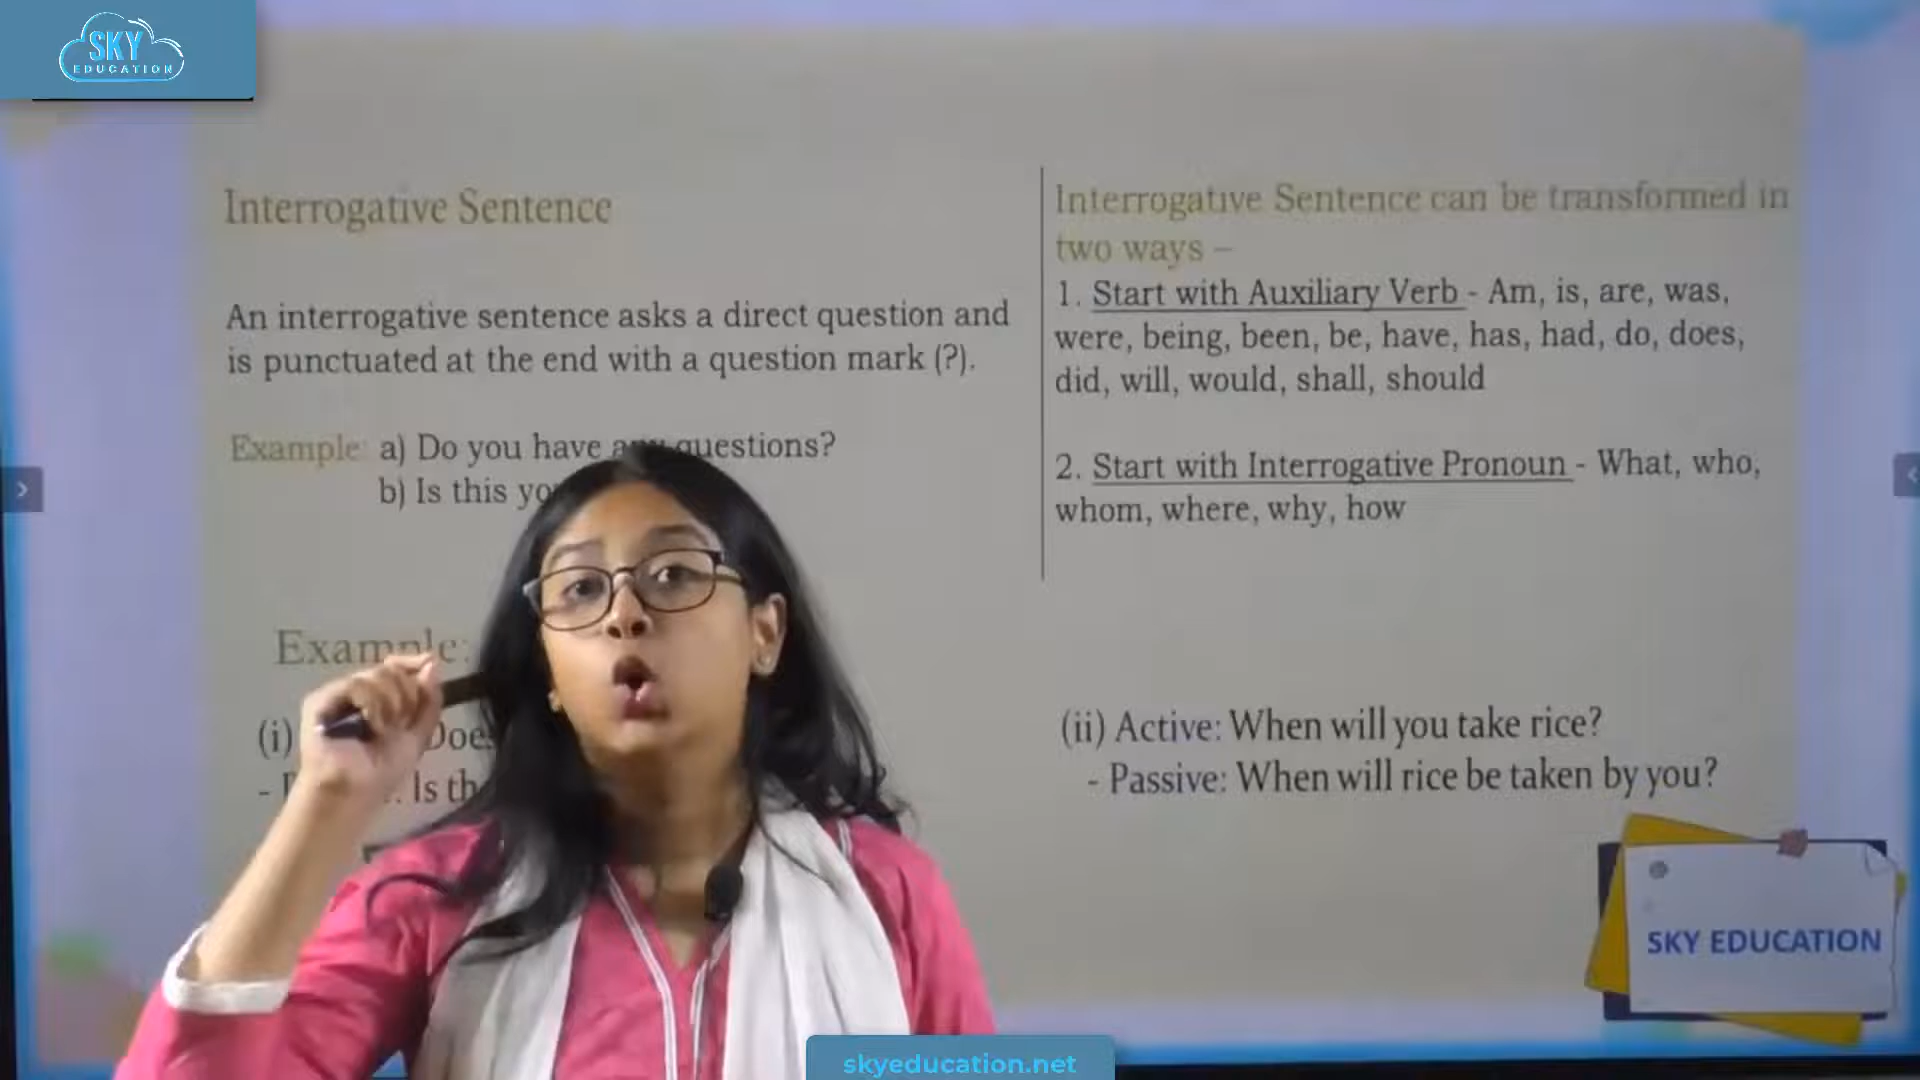 SKY
EDUCATION
Interrogative Sentence
An interrogative sentence asks a direct question and
is punctuated at the end with a question mark (?).
Example: a) Do you have any questions?
b) Is this
Example:
(i)
Is
Interrogative Sentence can be transformed in
two ways –
1. Start with Auxiliary Verb - Am, is, are, was,
were, being, been, be, have, has, had, do, does,
did, will, would, shall, should
2. Start with Interrogative Pronoun - What, who,
whom, where, why, how
(ii) Active: When will you take rice?
- Passive: When will rice be taken by you?
SKY EDUCATION
skyeducation.net